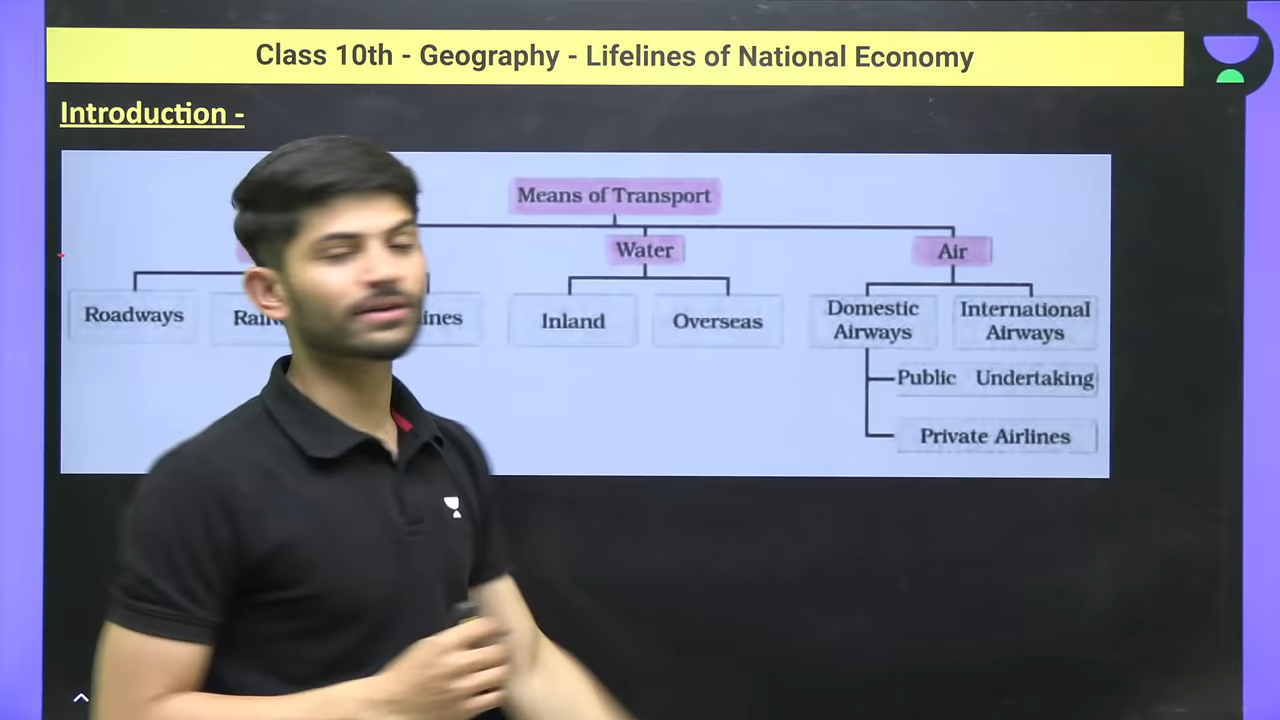 Class 10th - Geography - Lifelines of National Economy
Introduction -
Means of Transport
Water
Air
Roadways
Inland
Overseas
Domestic
Airways
International
Airways
Public Undertaking
Private Airlines